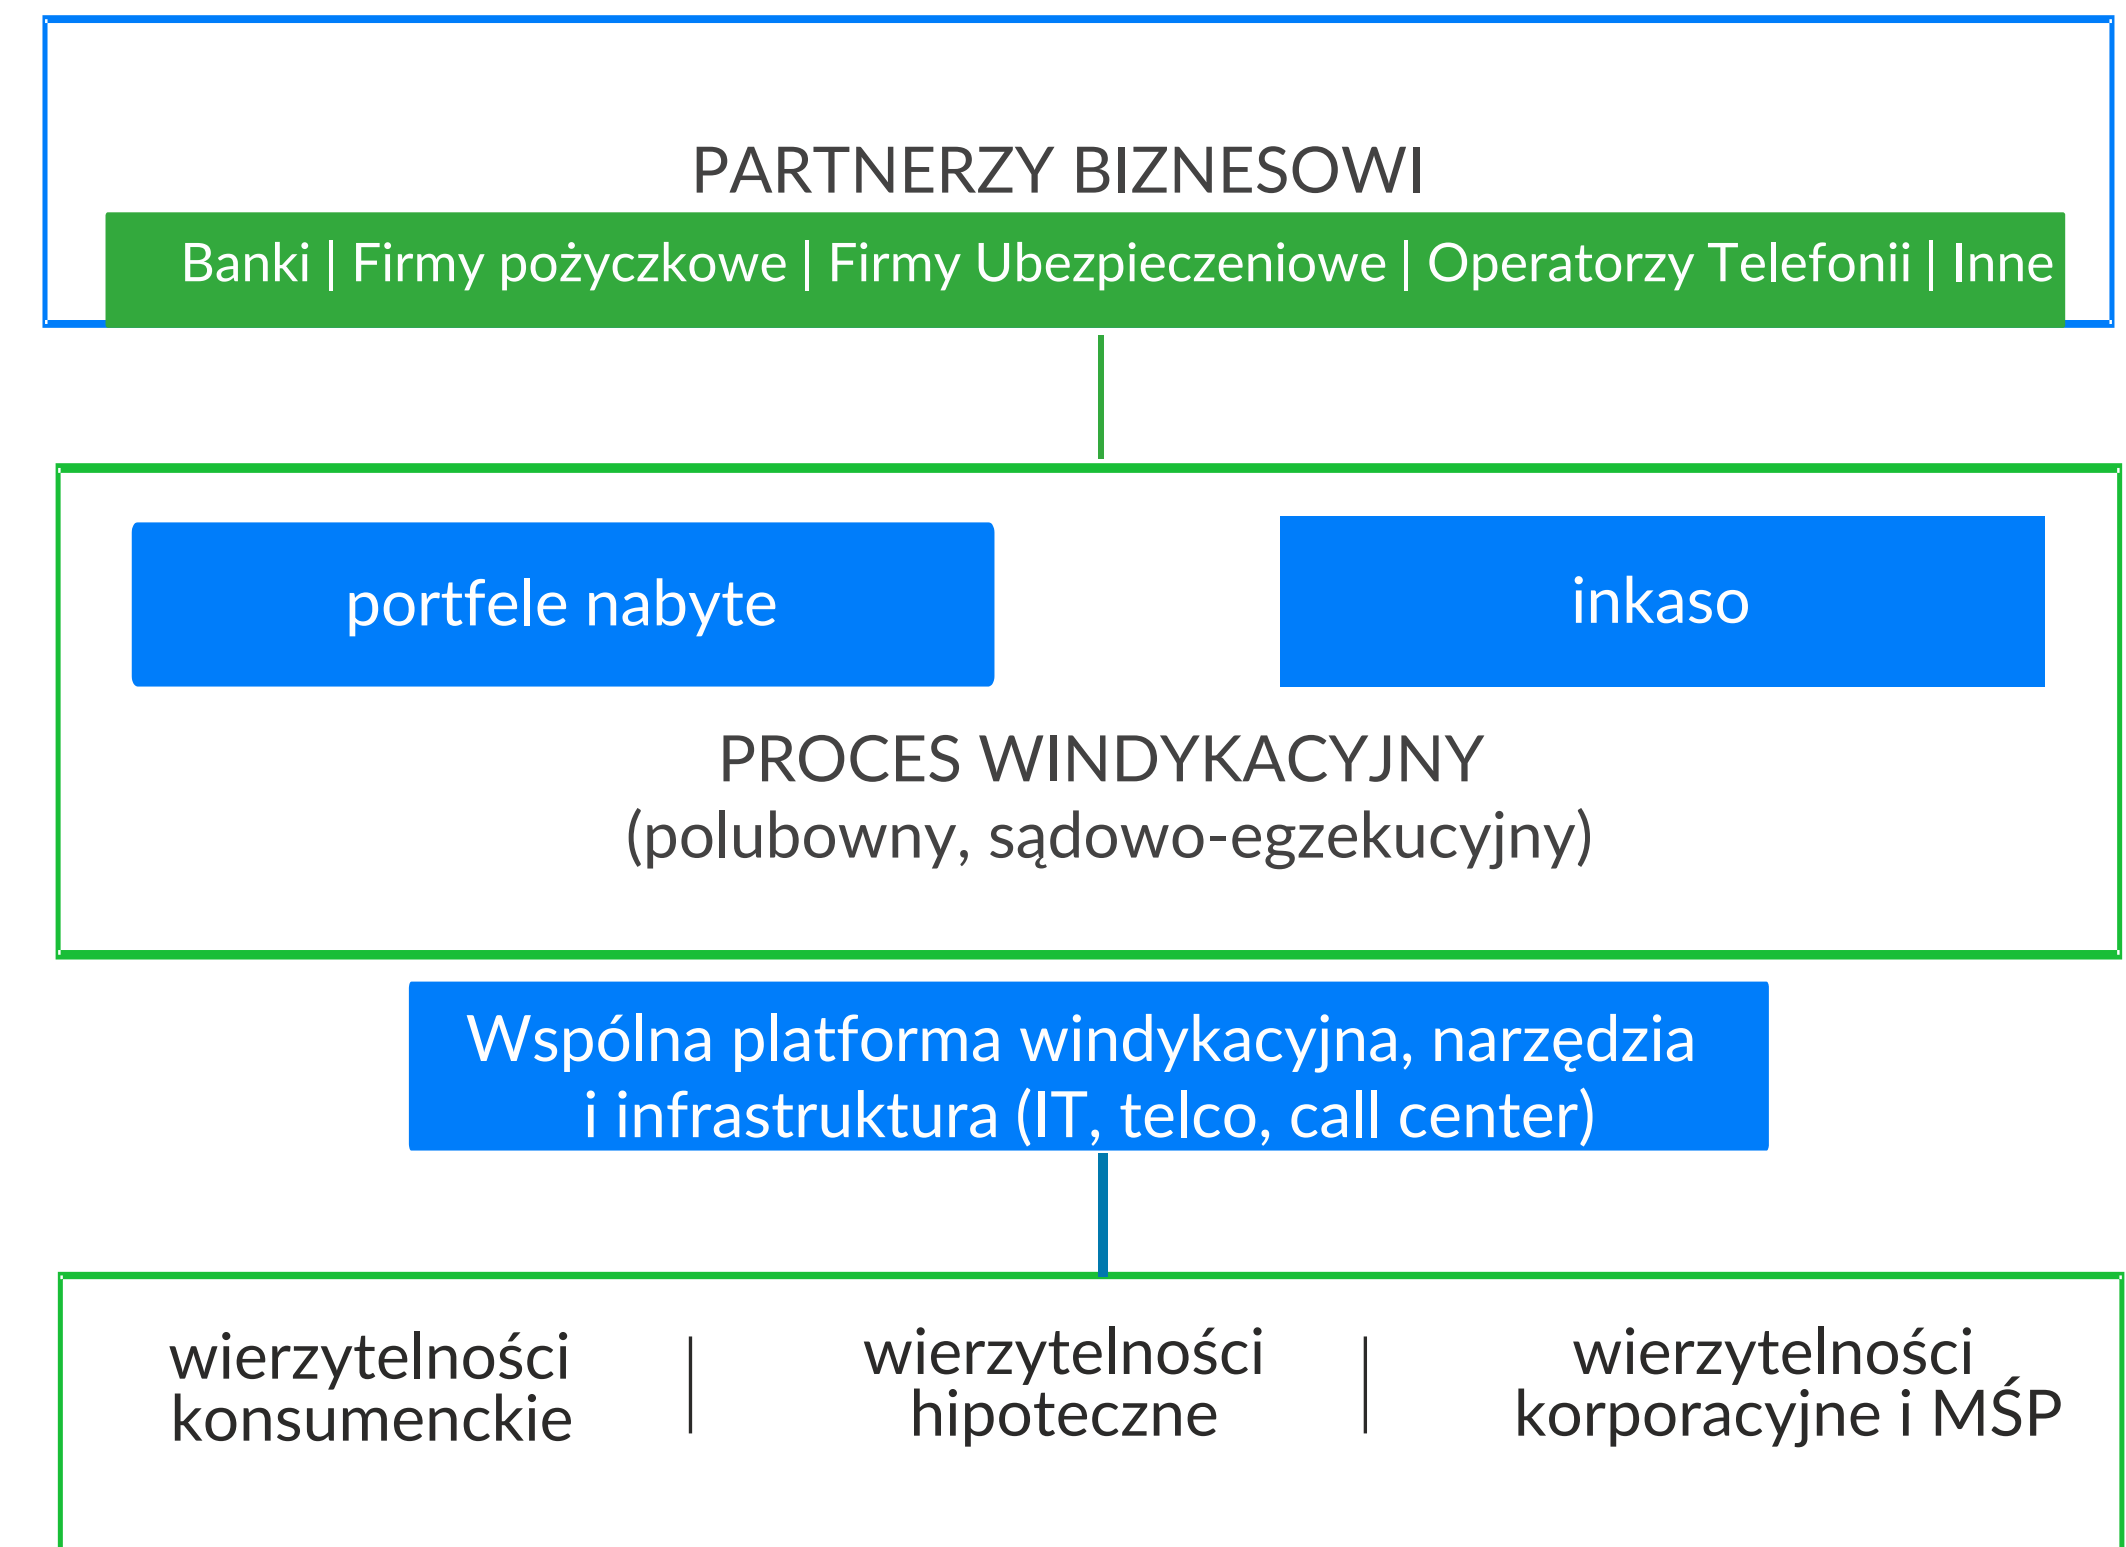 PARTNERZY BIZNESOWI
Banki | Firmy pożyczkowe | Firmy Ubezpieczeniowe | Operatorzy Telefonii | Inne
portfele nabyte
inkaso
PROCES WINDYKACYJNY
(polubowny, sądowo-egzekucyjny)
Wspólna platforma windykacyjna, narzędzia
i infrastruktura (IT, telco, call center)
wierzytelności
konsumenckie
wierzytelności
hipoteczne
wierzytelności
korporacyjne i MŚP